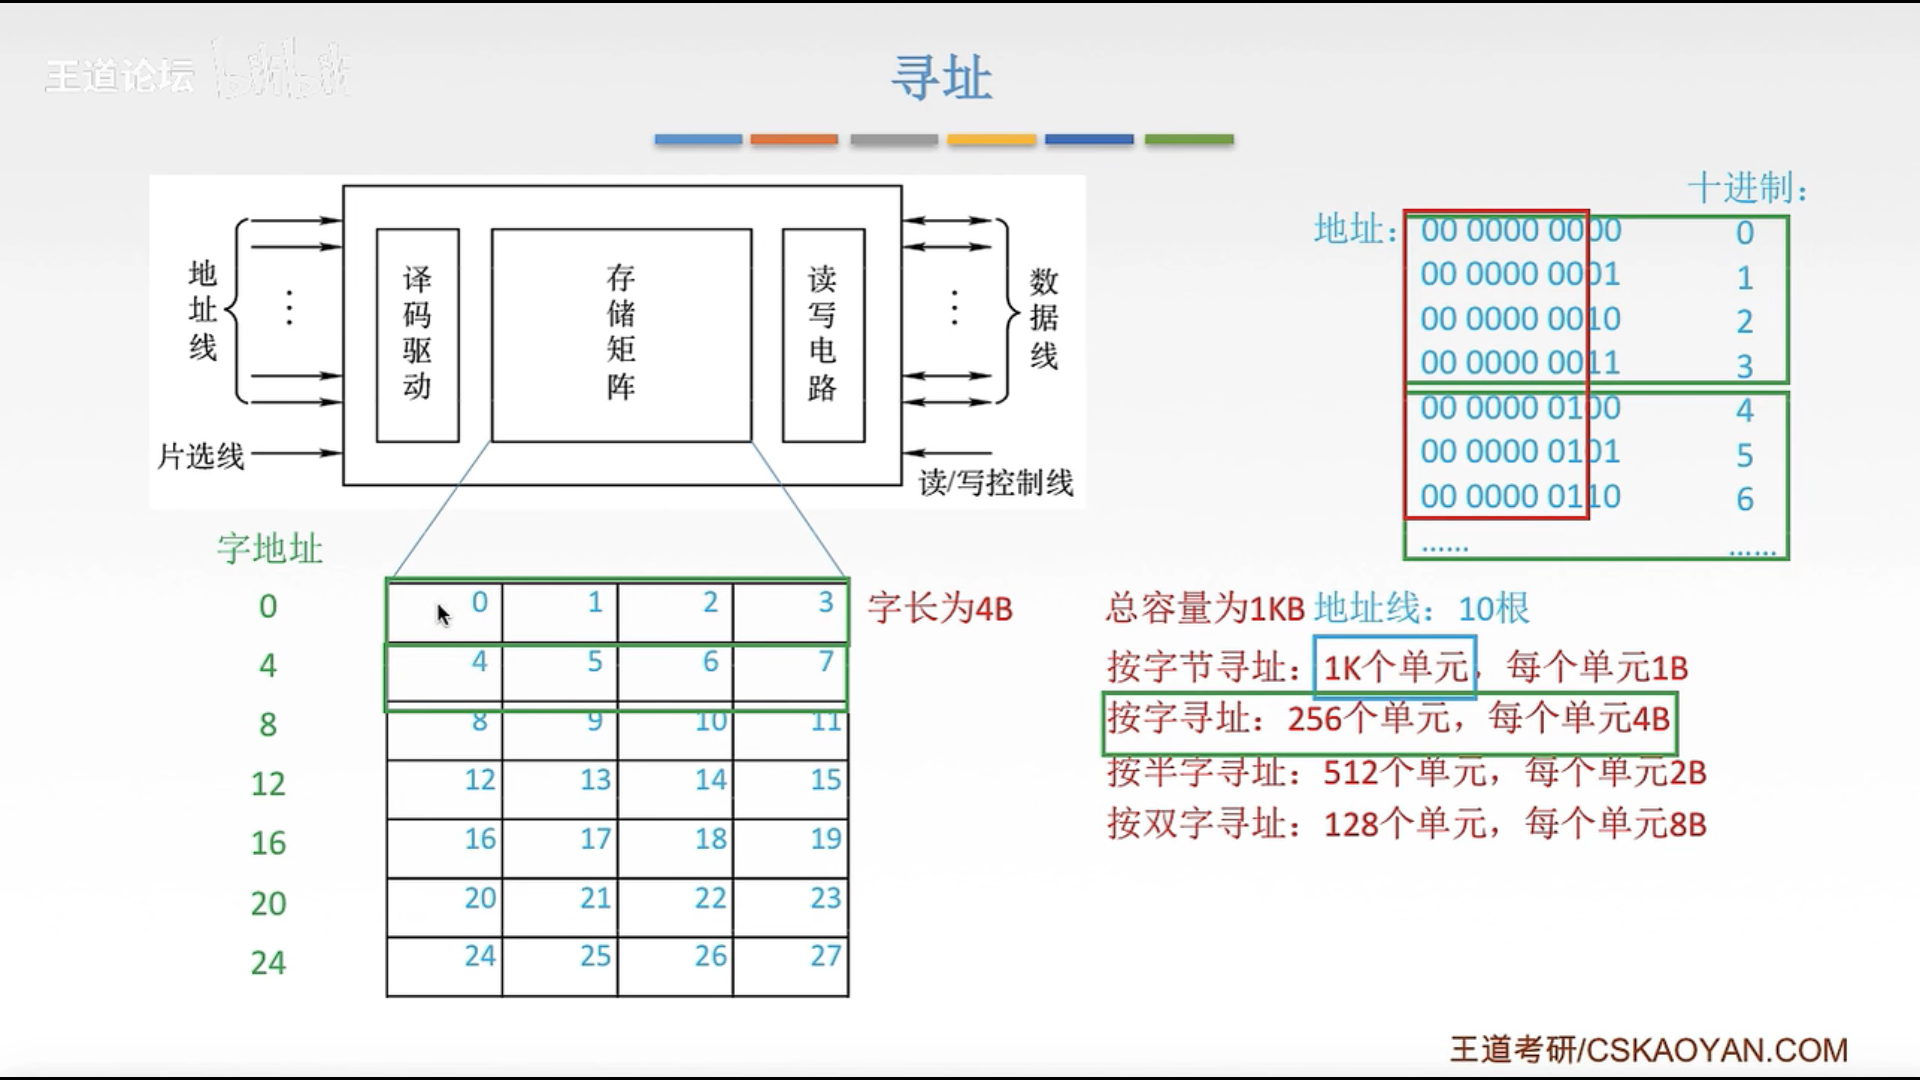 王道论坛 bilibili
寻址
十进制：
地址：
00 0000 0000 0
00 0000 0001 1
00 0000 0010 2
00 0000 0011 3
00 0000 0100 4
00 0000 0101 5
00 0000 0110 6
…… ……
地址线
译码驱动
存储矩阵
读写电路
数据线
片选线
读/写控制线
字地址
0 0 1 2 3 字长为4B
4 4 5 6 7
8 8 9 10 11
12 12 13 14 15
16 16 17 18 19
20 20 21 22 23
24 24 25 26 27
总容量为1KB 地址线：10根
按字节寻址：1K个单元，每个单元1B
按字寻址：256个单元，每个单元4B
按半字寻址：512个单元，每个单元2B
按双字寻址：128个单元，每个单元8B
王道考研/CSKAOYAN.COM